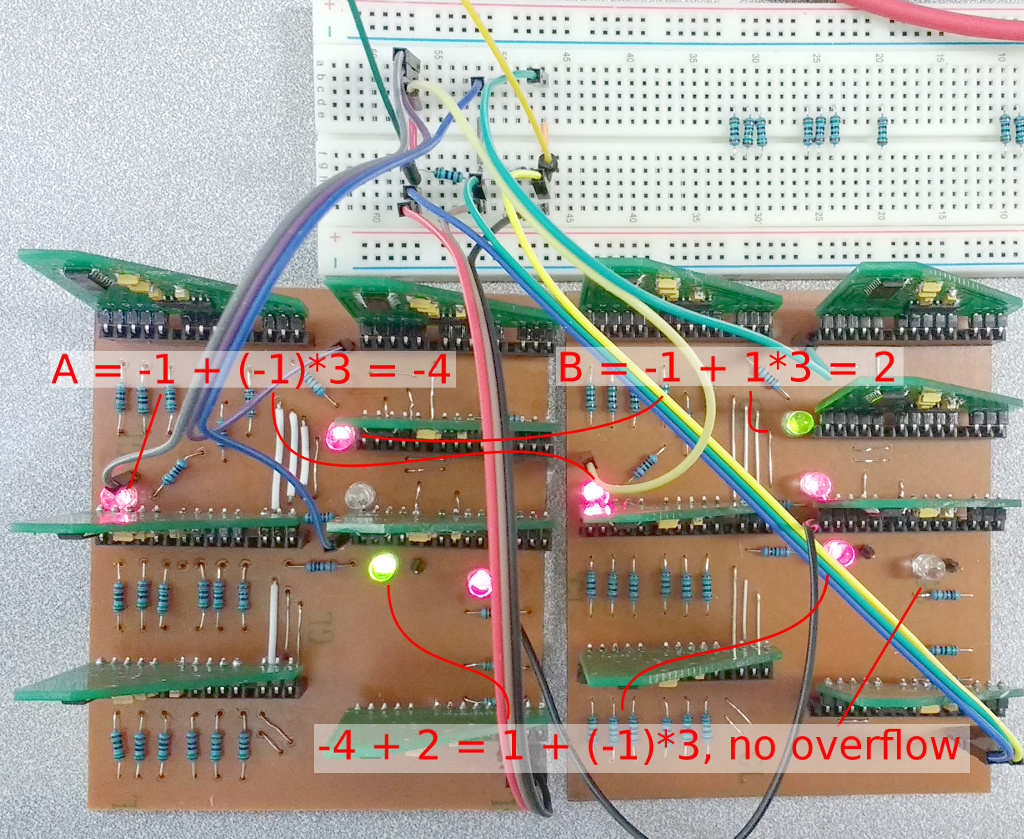 A = -1 + (-1)*3 = -4
B = -1 + 1*3 = 2
-4 + 2 = 1 + (-1)*3, no overflow